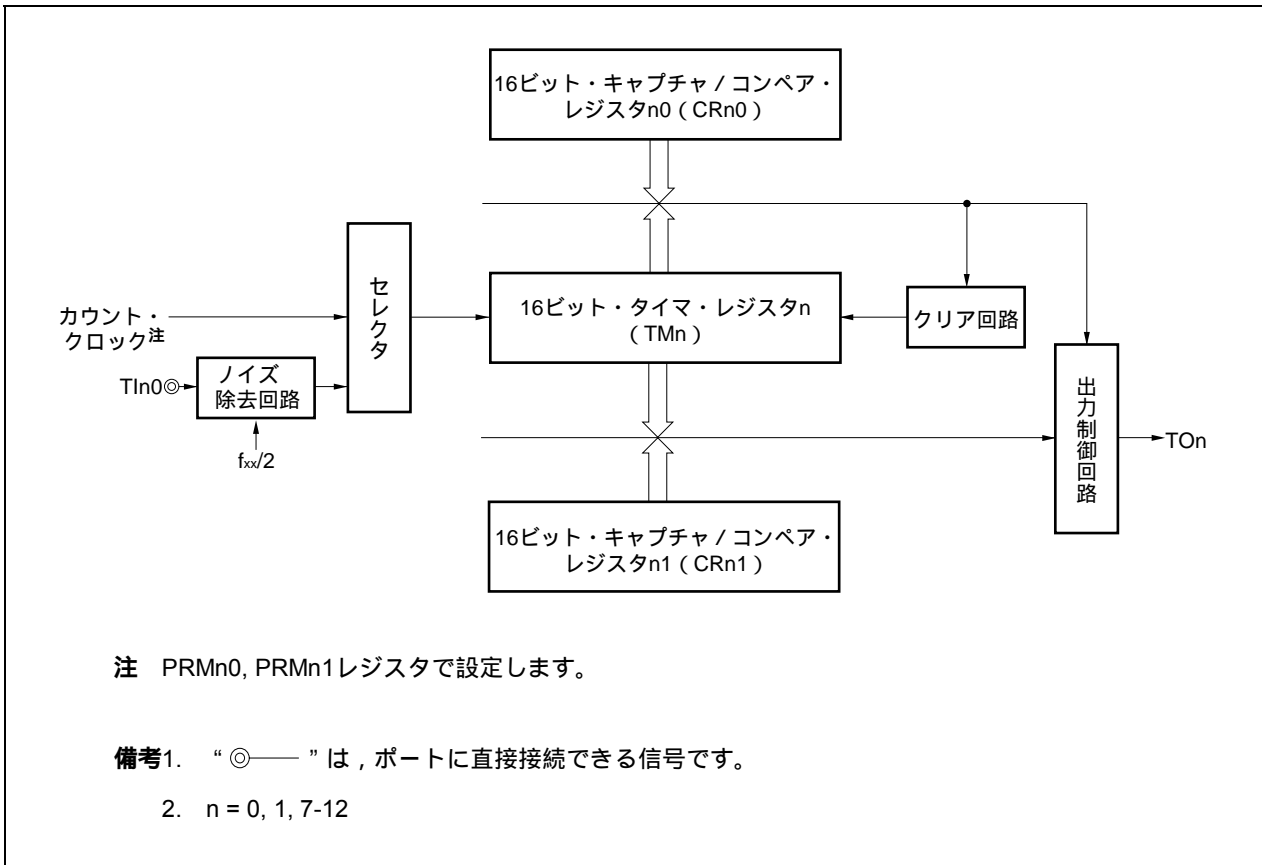 16ビット・キャプチャ / コンペア・
レジスタn0 ( CRn0 )
セレクタ
カウント・
クロック注
16ビット・タイマ・レジスタn
( TMn )
クリア回路
TIn0◎
ノイズ
除去回路
fxx/2
出力制御回路
TOn
16ビット・キャプチャ / コンペア・
レジスタn1 ( CRn1 )
注 PRMn0, PRMn1レジスタで設定します。
備考1. “ ◎—— ” は , ポートに直接接続できる信号です。
2. n = 0, 1, 7-12